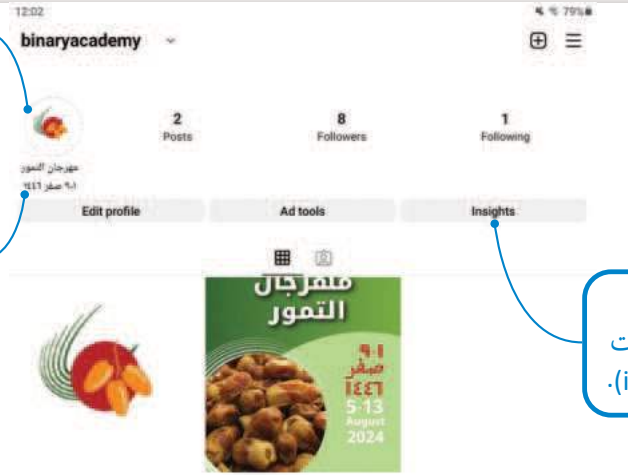 12:02
79%
binaryacademy
2
Posts
8
Followers
1
Following
مهرجان التمور
٩-١ صفر ١٤٤٦
Edit profile
Ad tools
Insights
مهرجان
التمور
٩-١
صفر
١٤٤٦
5-13
August
2024